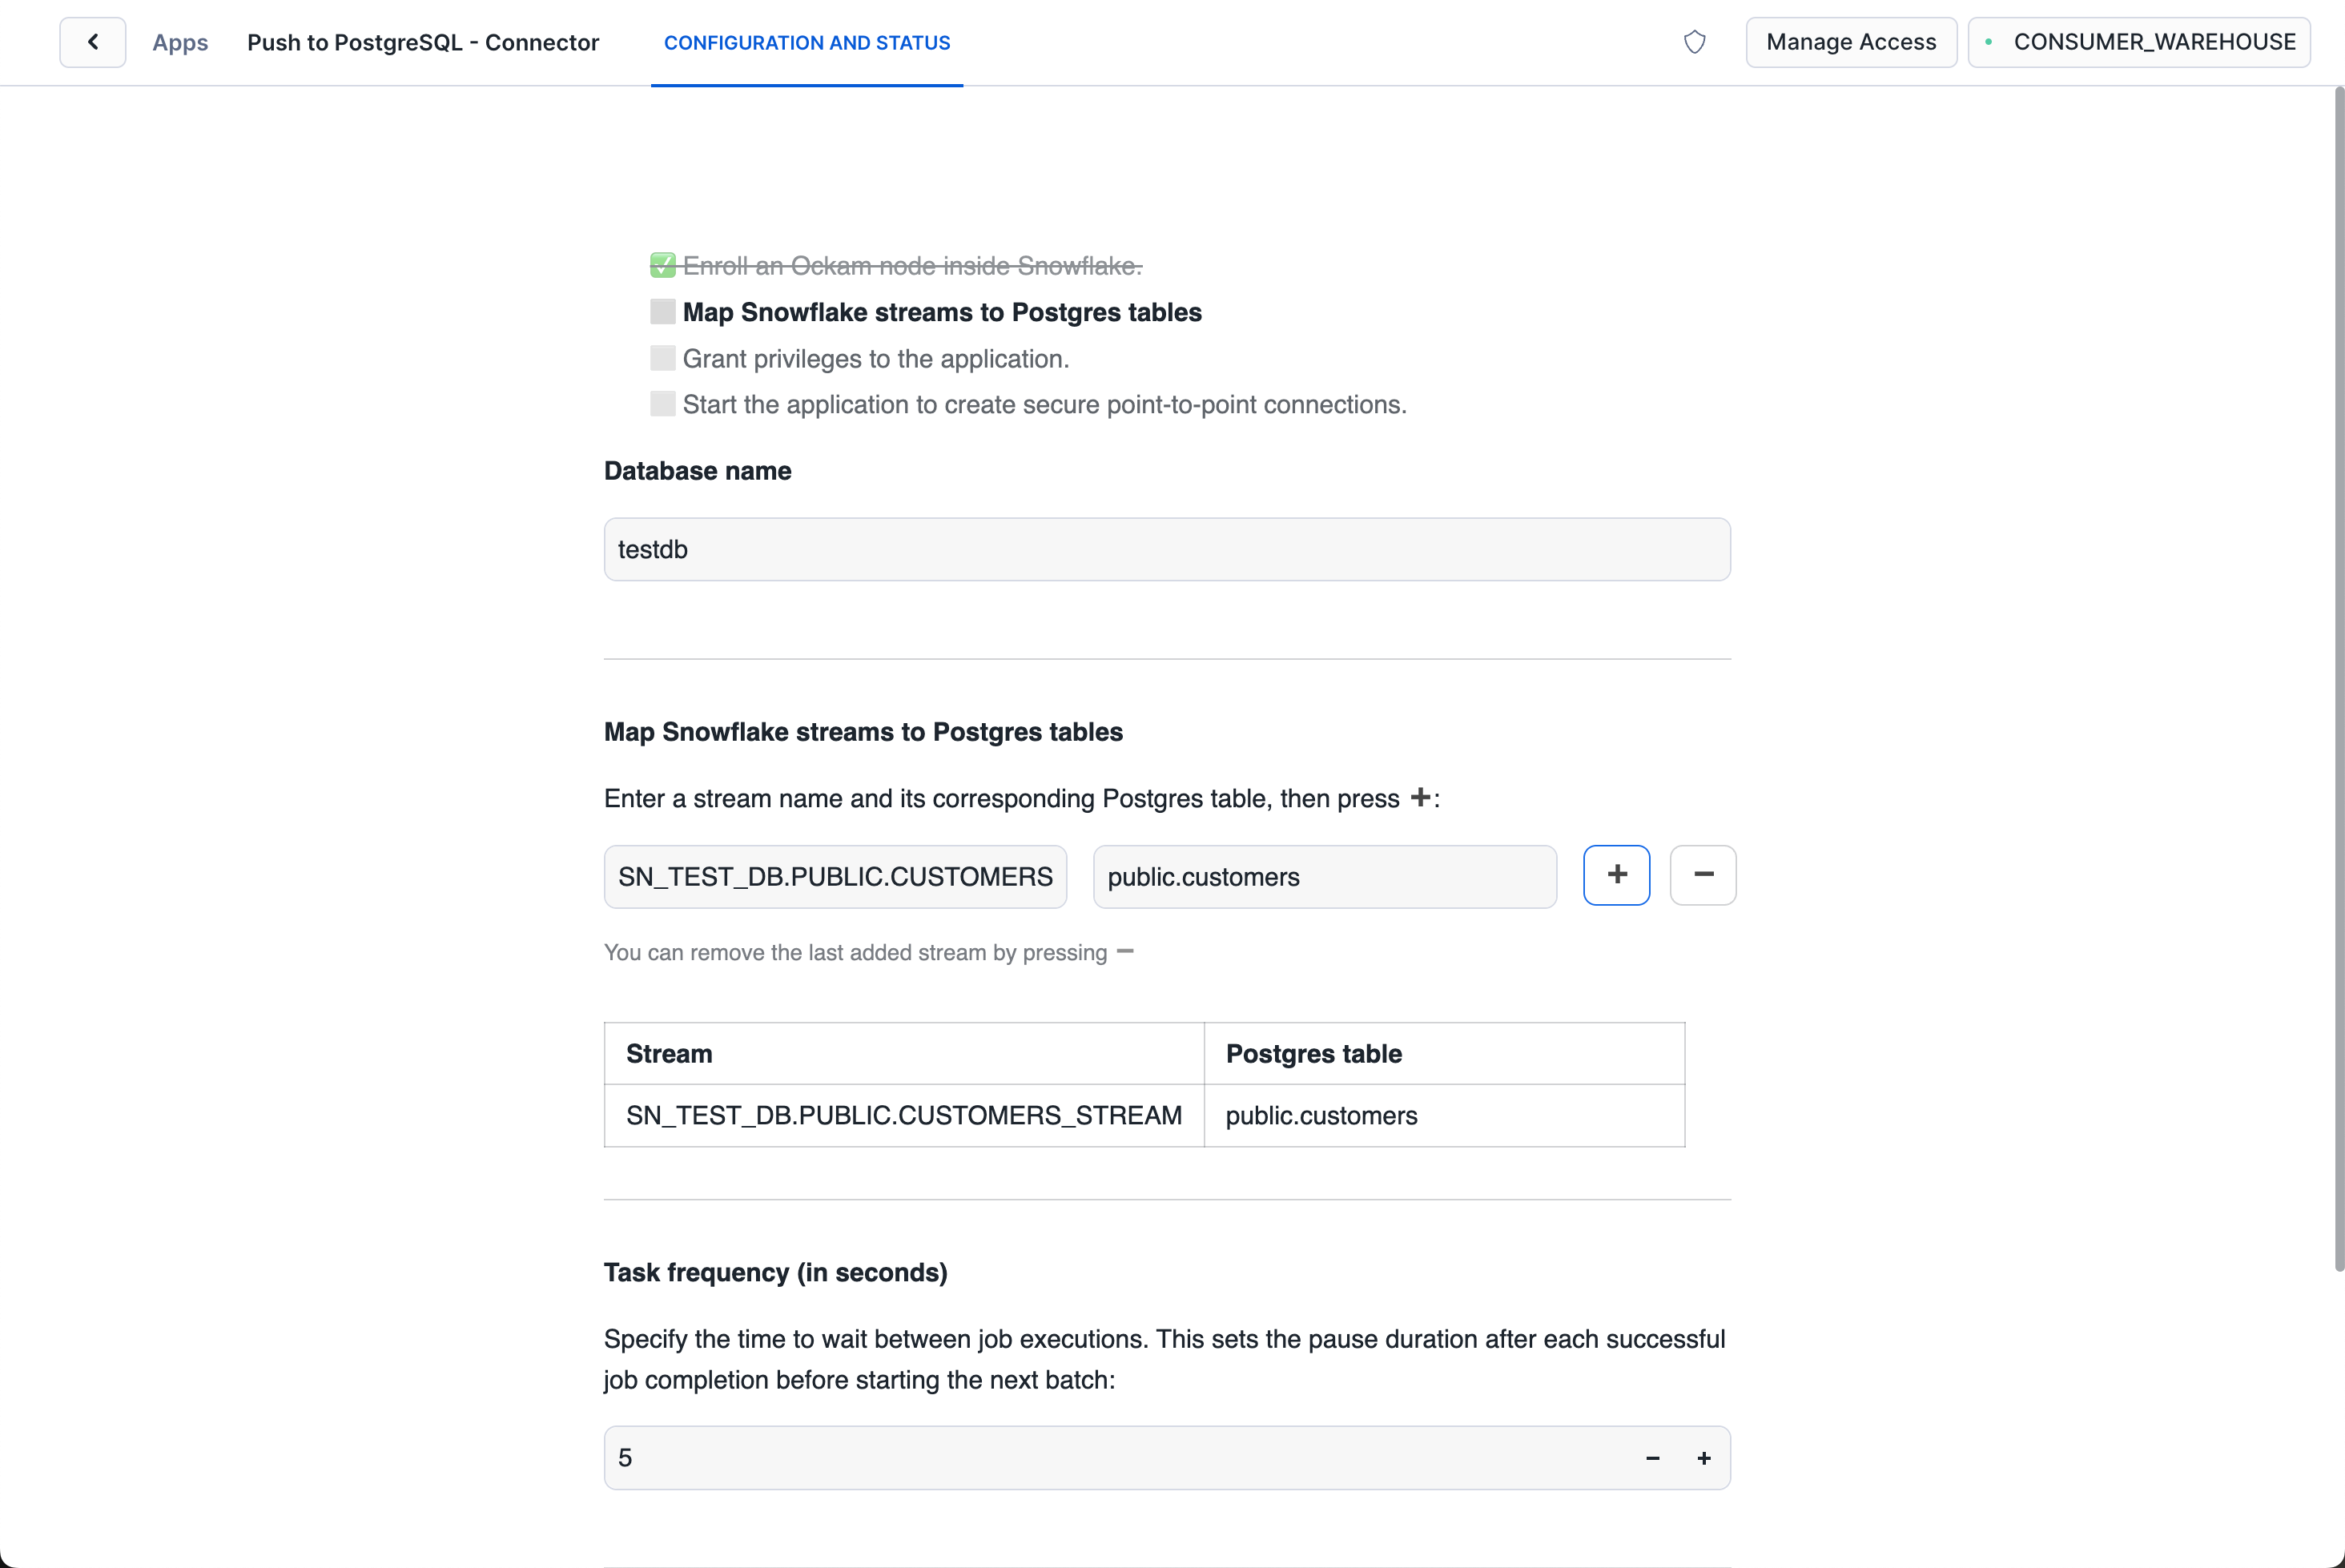 Apps Push to PostgreSQL - Connector CONFIGURATION AND STATUS Manage Access CONSUMER_WAREHOUSE
Enroll an Ockam node inside Snowflake.
Map Snowflake streams to Postgres tables
Grant privileges to the application.
Start the application to create secure point-to-point connections.
Database name
testdb
Map Snowflake streams to Postgres tables
Enter a stream name and its corresponding Postgres table, then press +:
SN_TEST_DB.PUBLIC.CUSTOMERS public.customers + −
You can remove the last added stream by pressing −
Stream Postgres table
SN_TEST_DB.PUBLIC.CUSTOMERS_STREAM public.customers
Task frequency (in seconds)
Specify the time to wait between job executions. This sets the pause duration after each successful
job completion before starting the next batch:
5 − +